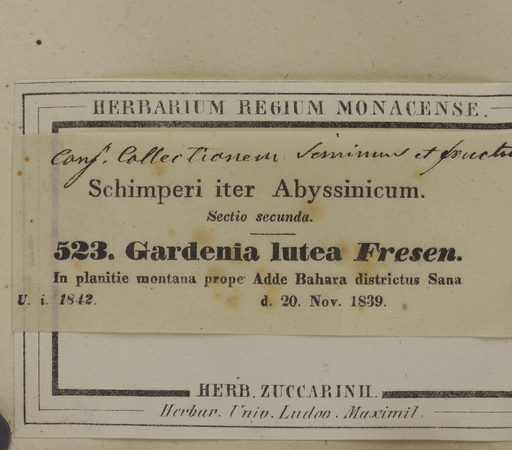 HERBARIUM REGIUM MONACENSE.
Conf. Collectionem seminum et fructu
Schimperi iter Abyssinicum.
Sectio secunda.
523. Gardenia lutea Fresen.
In planitie montana prope Adde Bahara districtus Sana
U. i. 1842. d. 20. Nov. 1839.
HERB. ZUCCARINII.
Herbar. Univ. Ludov. Maximil.